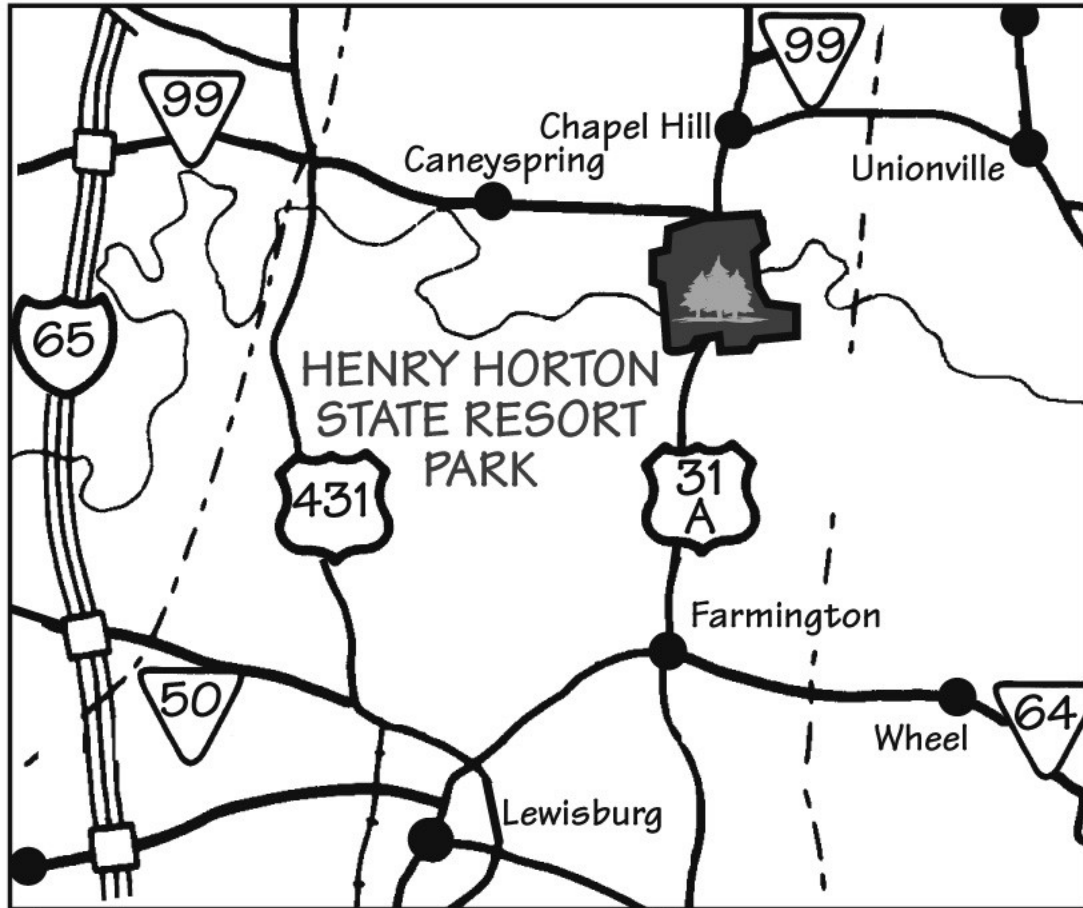 99
99
Chapel Hill
Caneyspring
Unionville
65
HENRY HORTON
STATE RESORT
PARK
431
31
A
Farmington
50
64
Wheel
Lewisburg